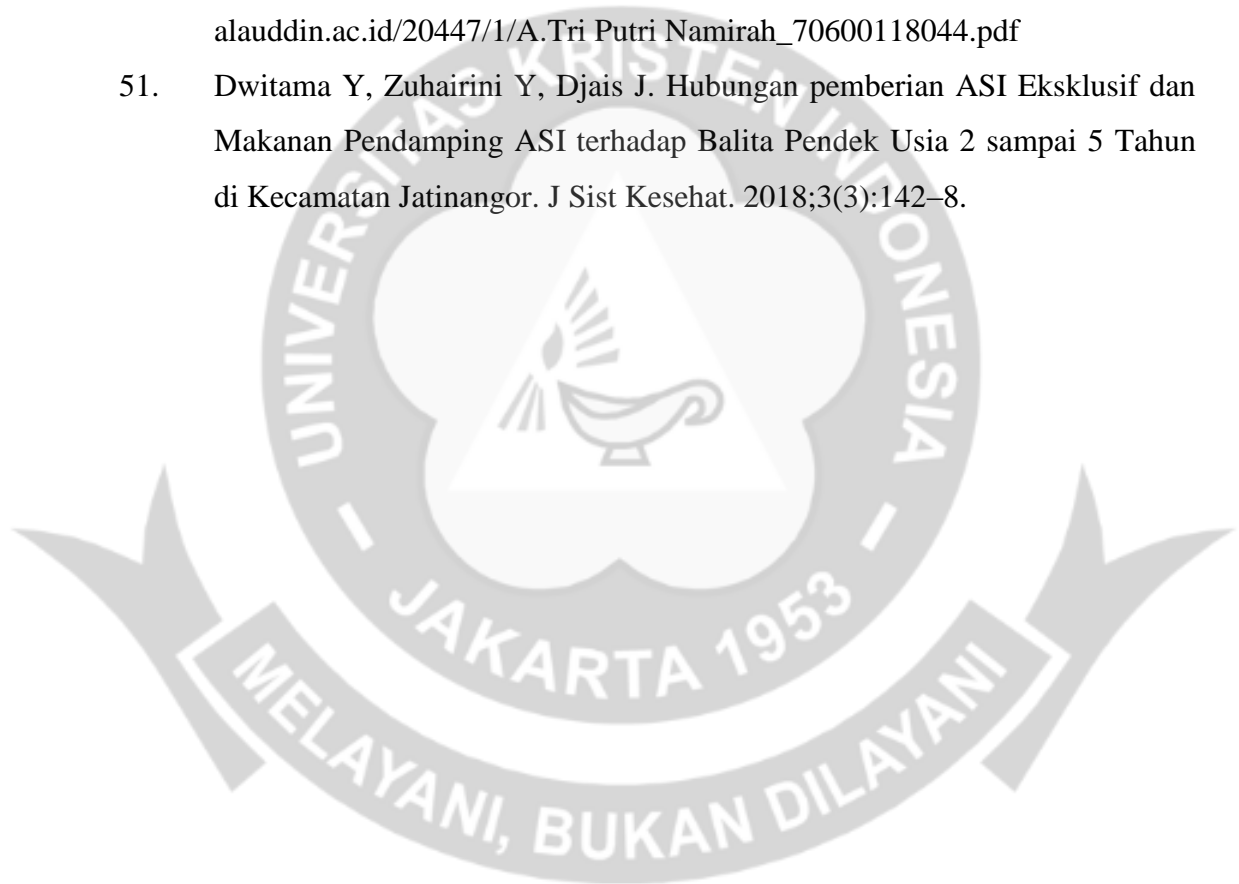 alauddin.ac.id/20447/1/A.Tri Putri Namirah_70600118044.pdf
51. Dwitama Y, Zuhairini Y, Djais J. Hubungan pemberian ASI Eksklusif dan
Makanan Pendamping ASI terhadap Balita Pendek Usia 2 sampai 5 Tahun
di Kecamatan Jatinangor. J Sist Kesehat. 2018;3(3):142–8.
UNIVERSITAS KRISTEN INDONESIA
– JAKARTA 1953 –
MELAYANI, BUKAN DILAYANI